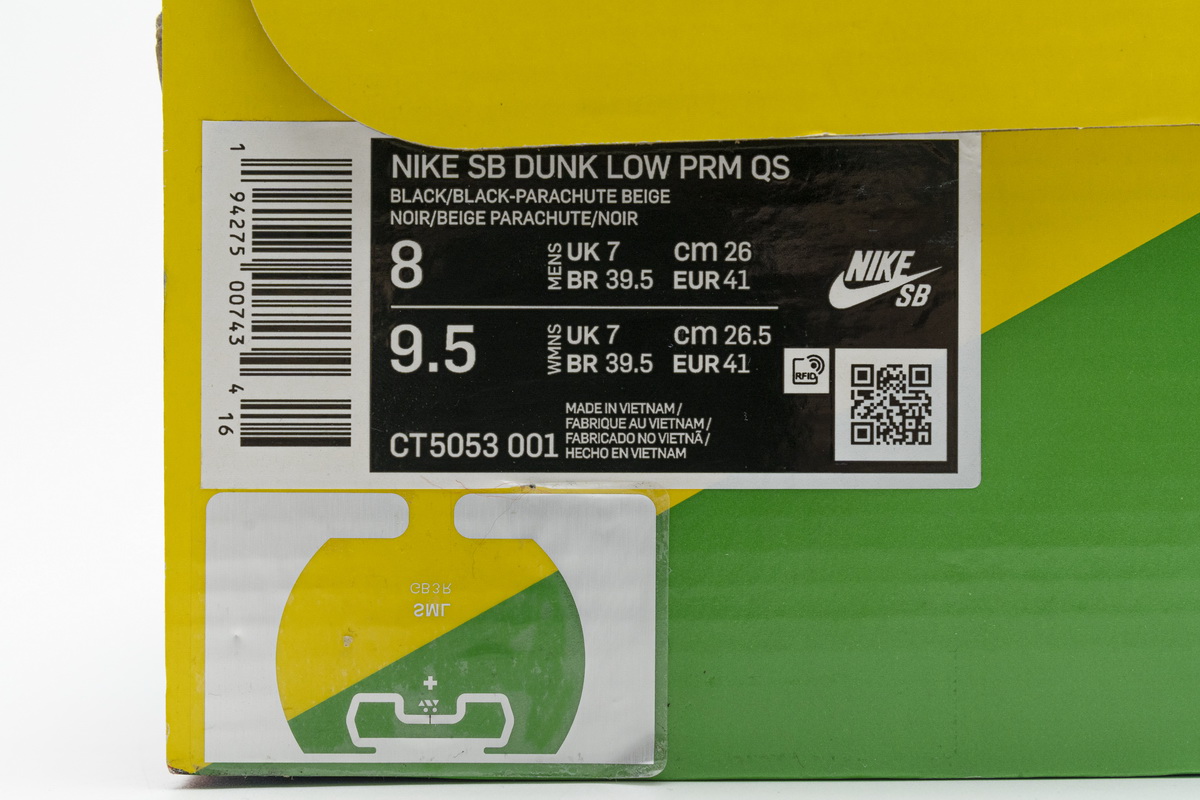 NIKE SB DUNK LOW PRM QS
BLACK/BLACK-PARACHUTE BEIGE
NOIR/BEIGE PARACHUTE/NOIR
8 MENS UK 7 cm 26
BR 39.5 EUR 41
9.5 WMNS UK 7 cm 26.5
BR 39.5 EUR 41
CT5053 001
MADE IN VIETNAM /
FABRIQUE AU VIETNAM /
FABRICADO NO VIETNÃ /
HECHO EN VIETNAM
NIKE
SB
RFID
1 94275 00743 4 16
GB3R
SML